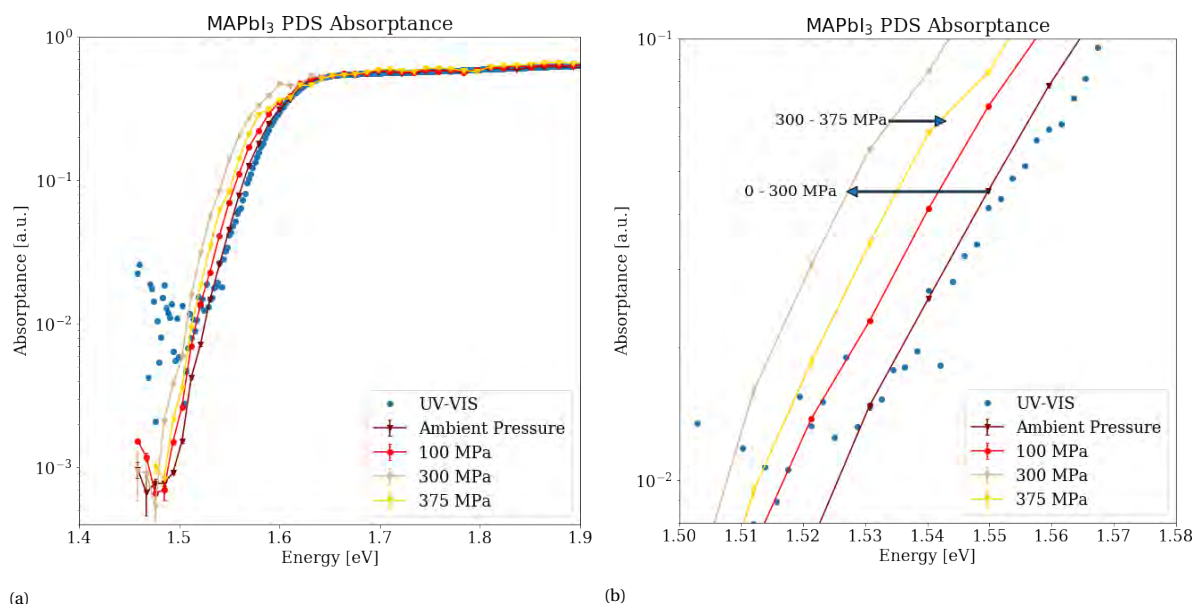 MAPbI₃ PDS Absorptance
10⁰
10⁻¹
10⁻²
10⁻³
Absorptance [a.u.]
UV-VIS
Ambient Pressure
100 MPa
300 MPa
375 MPa
1.4 1.5 1.6 1.7 1.8 1.9
Energy [eV]
(a)
MAPbI₃ PDS Absorptance
10⁻¹
10⁻²
Absorptance [a.u.]
300 - 375 MPa
0 - 300 MPa
UV-VIS
Ambient Pressure
100 MPa
300 MPa
375 MPa
1.50 1.51 1.52 1.53 1.54 1.55 1.56 1.57 1.58
Energy [eV]
(b)